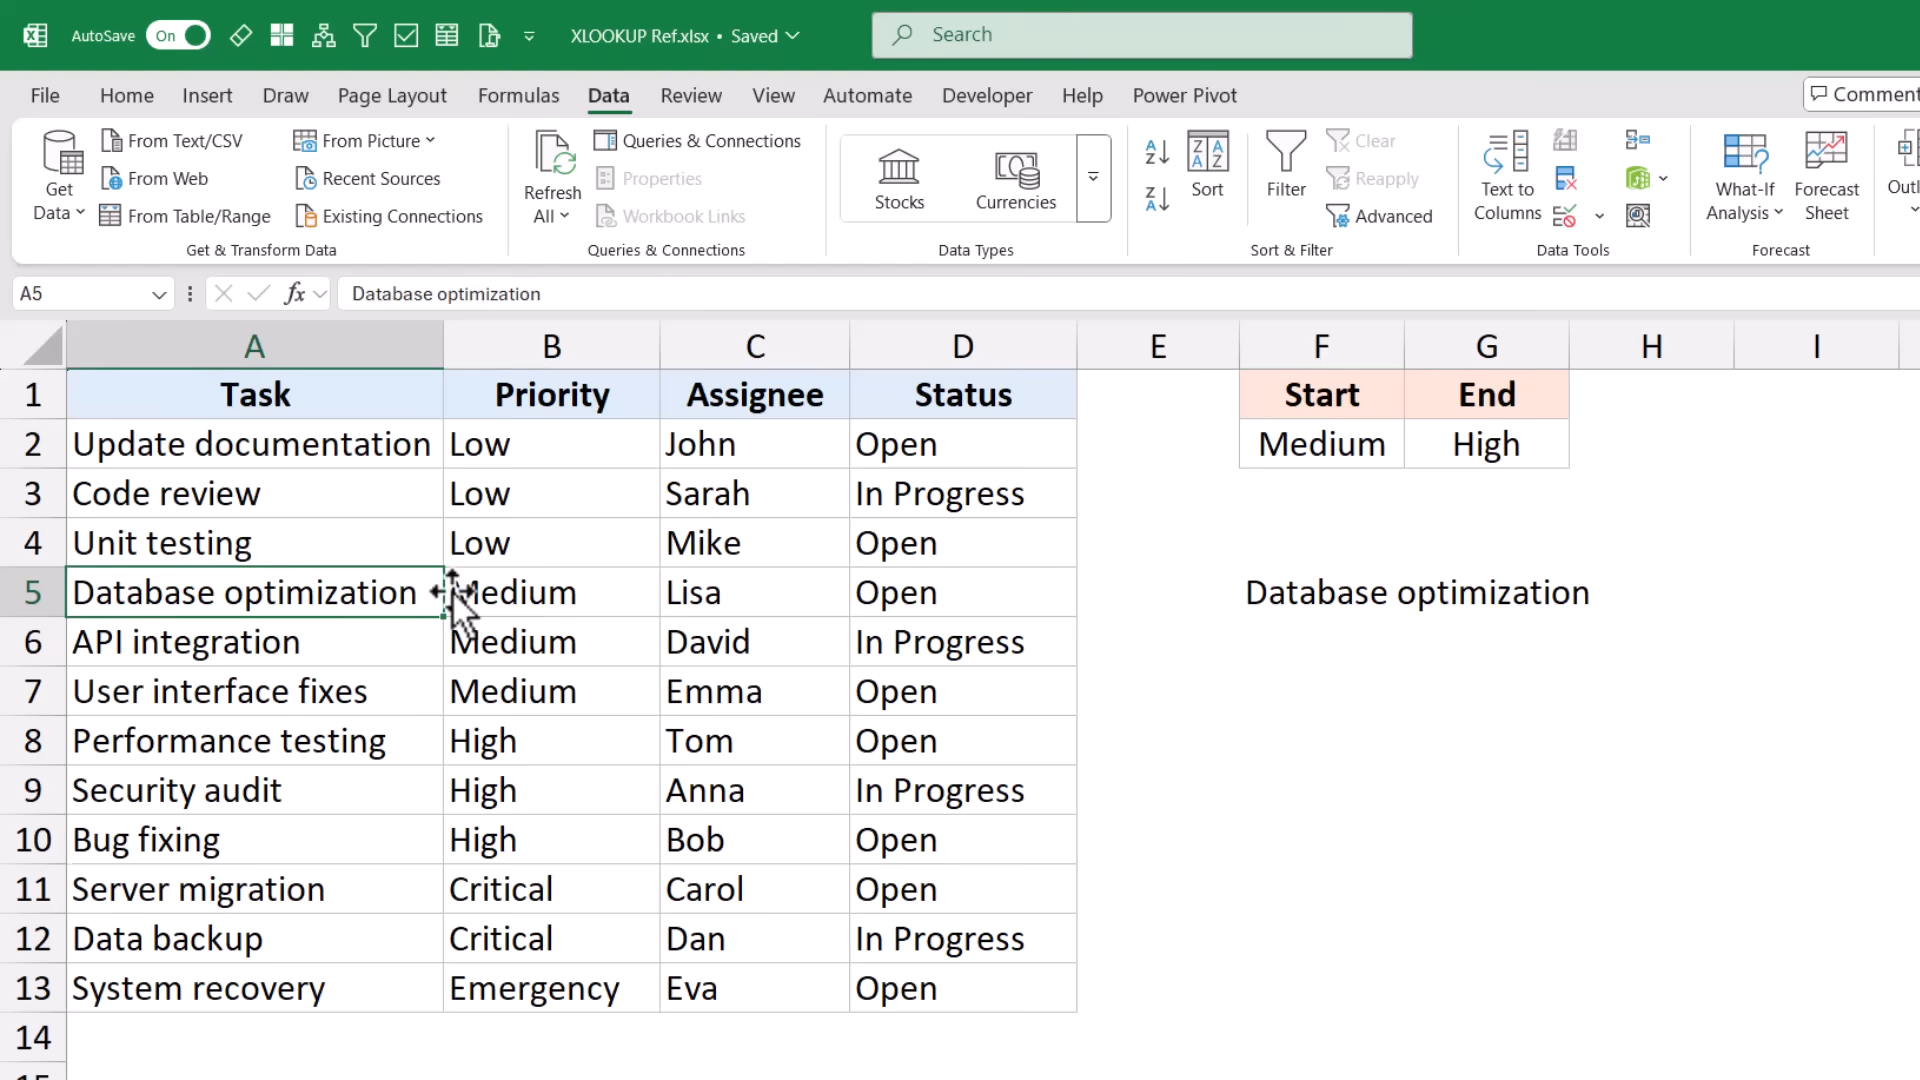 AutoSave On XLOOKUP Ref.xlsx • Saved Search
File Home Insert Draw Page Layout Formulas Data Review View Automate Developer Help Power Pivot Comment
Get Data
From Text/CSV
From Web
From Table/Range
From Picture
Recent Sources
Existing Connections
Get & Transform Data
Refresh All
Queries & Connections
Properties
Workbook Links
Queries & Connections
Stocks
Currencies
Data Types
Sort
Filter
Clear
Reapply
Advanced
Sort & Filter
Text to Columns
Data Tools
What-If Analysis
Forecast Sheet
Forecast
Outl
A5 fx Database optimization
A B C D E F G H I
1 Task Priority Assignee Status Start End
2 Update documentation Low John Open Medium High
3 Code review Low Sarah In Progress
4 Unit testing Low Mike Open
5 Database optimization Medium Lisa Open Database optimization
6 API integration Medium David In Progress
7 User interface fixes Medium Emma Open
8 Performance testing High Tom Open
9 Security audit High Anna In Progress
10 Bug fixing High Bob Open
11 Server migration Critical Carol Open
12 Data backup Critical Dan In Progress
13 System recovery Emergency Eva Open
14